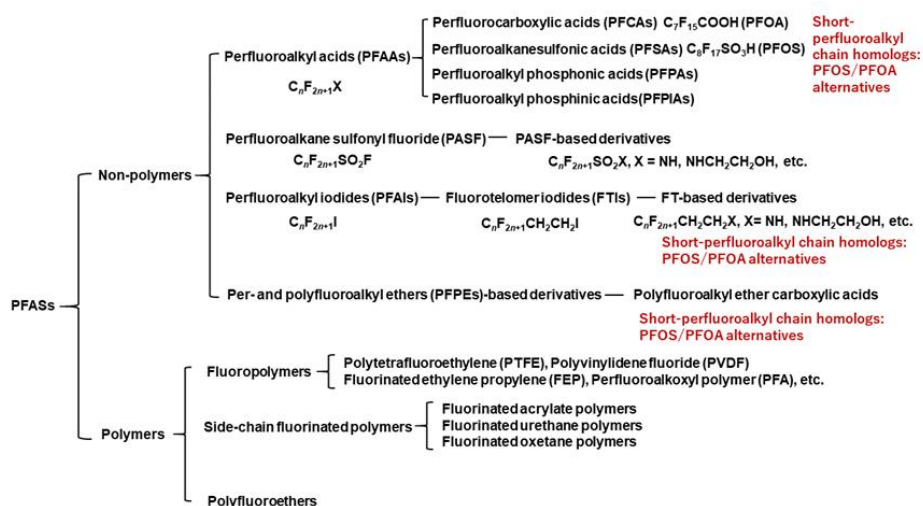 PFASs
Non-polymers
Perfluoroalkyl acids (PFAAs)
CₙF₂ₙ₊₁X
Perfluorocarboxylic acids (PFCAs) C₇F₁₅COOH (PFOA)
Perfluoroalkanesulfonic acids (PFSAs) C₈F₁₇SO₃H (PFOS)
Perfluoroalkyl phosphonic acids (PFPAs)
Perfluoroalkyl phosphinic acids(PFPIAs)
Short-
perfluoroalkyl
chain homologs:
PFOS/PFOA
alternatives
Perfluoroalkane sulfonyl fluoride (PASF)
CₙF₂ₙ₊₁SO₂F
PASF-based derivatives
CₙF₂ₙ₊₁SO₂X, X = NH, NHCH₂CH₂OH, etc.
Perfluoroalkyl iodides (PFAIs)
CₙF₂ₙ₊₁I
Fluorotelomer iodides (FTIs)
CₙF₂ₙ₊₁CH₂CH₂I
FT-based derivatives
CₙF₂ₙ₊₁CH₂CH₂X, X= NH, NHCH₂CH₂OH, etc.
Short-perfluoroalkyl chain homologs:
PFOS/PFOA alternatives
Per- and polyfluoroalkyl ethers (PFPEs)-based derivatives
Polyfluoroalkyl ether carboxylic acids
Short-perfluoroalkyl chain homologs:
PFOS/PFOA alternatives
Polymers
Fluoropolymers
Polytetrafluoroethylene (PTFE), Polyvinylidene fluoride (PVDF)
Fluorinated ethylene propylene (FEP), Perfluoroalkoxyl polymer (PFA), etc.
Side-chain fluorinated polymers
Fluorinated acrylate polymers
Fluorinated urethane polymers
Fluorinated oxetane polymers
Polyfluoroethers